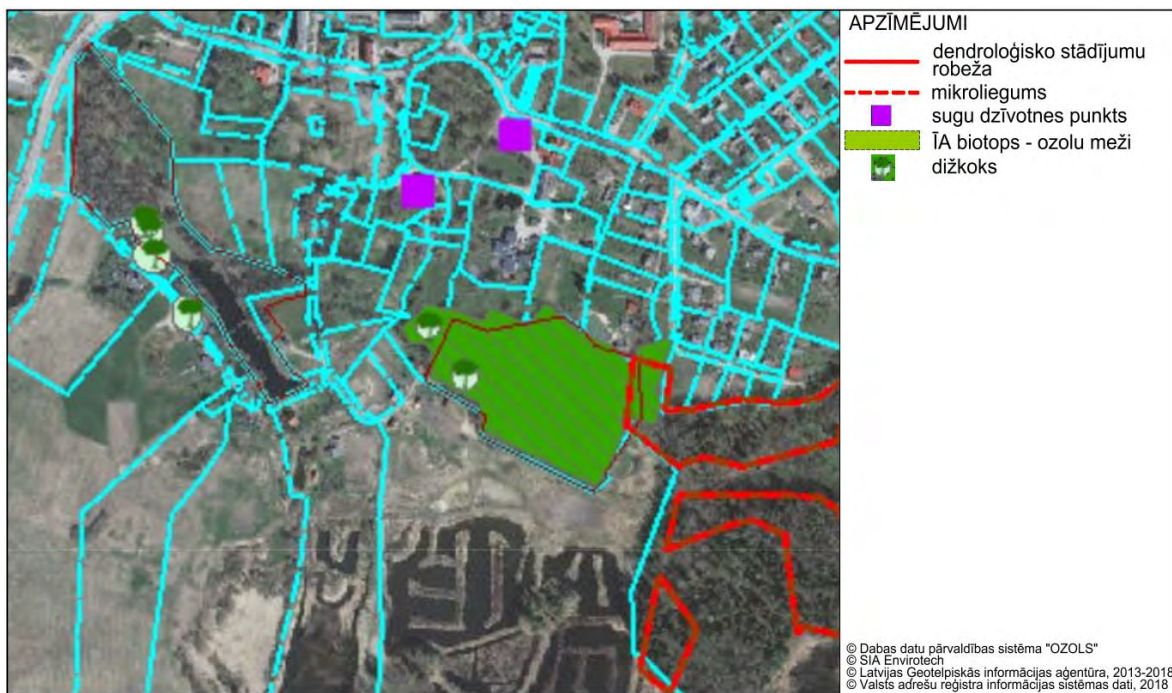 APZĪMĒJUMI
dendroloģisko stādījumu
robeža
mikroliegums
sugu dzīvotnes punkts
ĪA biotops - ozolu meži
dižkoks
© Dabas datu pārvaldības sistēma "OZOLS"
© SIA Envirotech
© Latvijas Ģeotelpiskās informācijas aģentūra, 2013-2018
© Valsts adrešu reģistra informācijas sistēmas dati, 2018